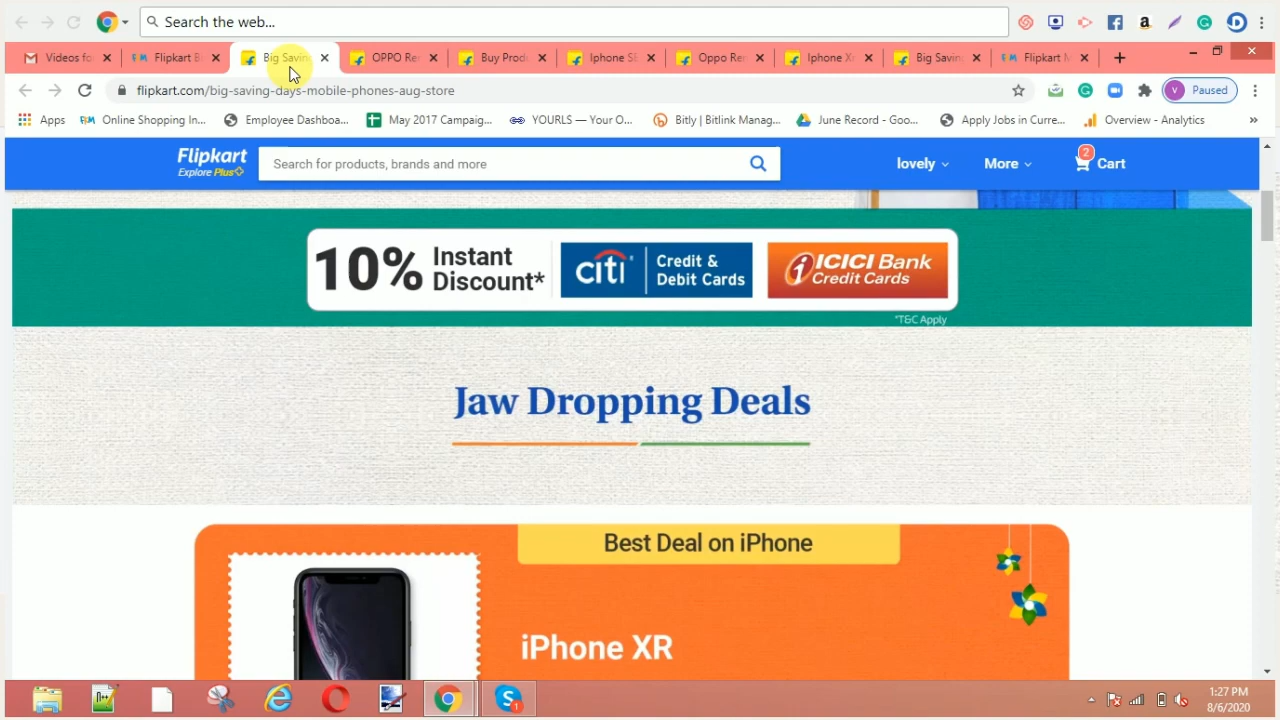 Search the web...
Videos fo
Flipkart B
Big Savin
OPPO Re
Buy Prod
Iphone SE
Oppo Ren
Iphone X
Big Savin
Flipkart M
flipkart.com/big-saving-days-mobile-phones-aug-store
V
Paused
Apps
Online Shopping In...
Employee Dashboa...
May 2017 Campaig...
YOURLS — Your O...
Bitly | Bitlink Manag...
June Record - Goo...
Apply Jobs in Curre...
Overview - Analytics
»
Flipkart
Explore Plus
Search for products, brands and more
lovely
More
2
Cart
10% Instant
Discount*
citi
Credit &
Debit Cards
ICICI Bank
Credit Cards
*T&C Apply
Jaw Dropping Deals
Best Deal on iPhone
iPhone XR
1:27 PM
8/6/2020